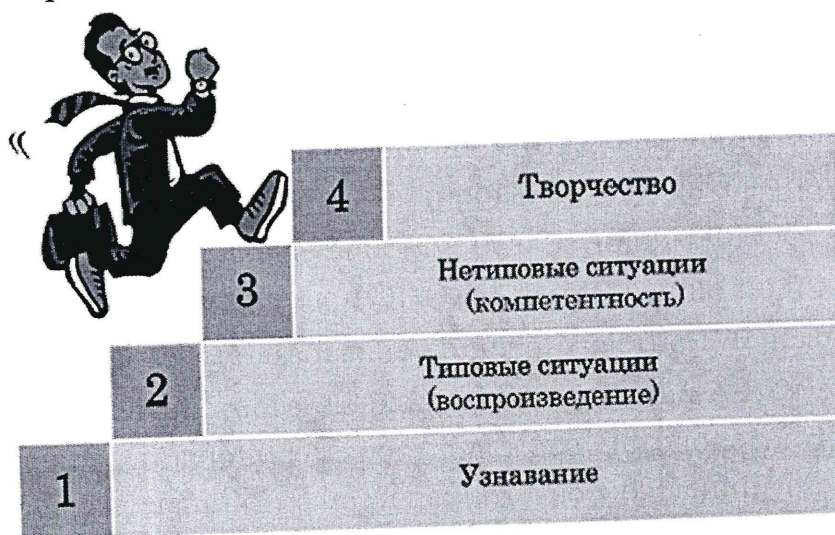 4 Творчество
3 Нетиповые ситуации
(компетентность)
2 Типовые ситуации
(воспроизведение)
1 Узнавание